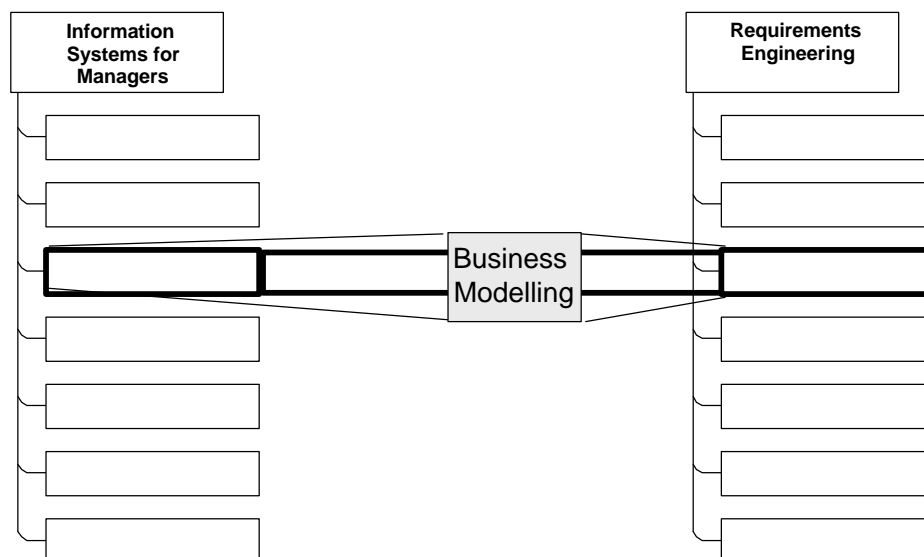 Information
Systems for
Managers
Requirements
Engineering
Business
Modelling